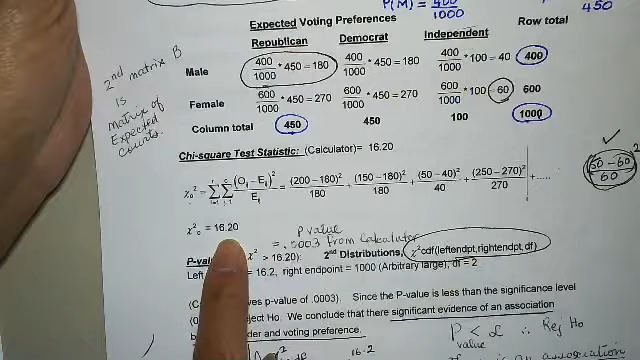 P(M) = 400/1000
450
Expected Voting Preferences
Row total
Republican Democrat Independent
Male 400/1000 * 450 = 180 400/1000 * 450 = 180 400/1000 * 100 = 40 400
Female 600/1000 * 450 = 270 600/1000 * 450 = 270 600/1000 * 100 = 60 600
Column total 450 450 100 1000
2nd matrix B
is
matrix of
Expected
counts.
Chi-square Test Statistic: (Calculator) = 16.20
(200-180)²/180 + (150-180)²/180 + (50-40)²/40 + (250-270)²/270 + .....
(50-60)²/60
χ²₀ = 16.20
P value
= .0003 From Calculator
χ² > 16.20): 2nd Distributions, χ²cdf(leftendpt,rightendpt,df)
Left = 16.2, right endpoint = 1000 (Arbitrary large), df = 2
p-value of .0003) Since the P-value is less than the significance level
Ho. We conclude that there significant evidence of an association
and voting preference.
P value < α ∴ Rej Ho
16.2
association